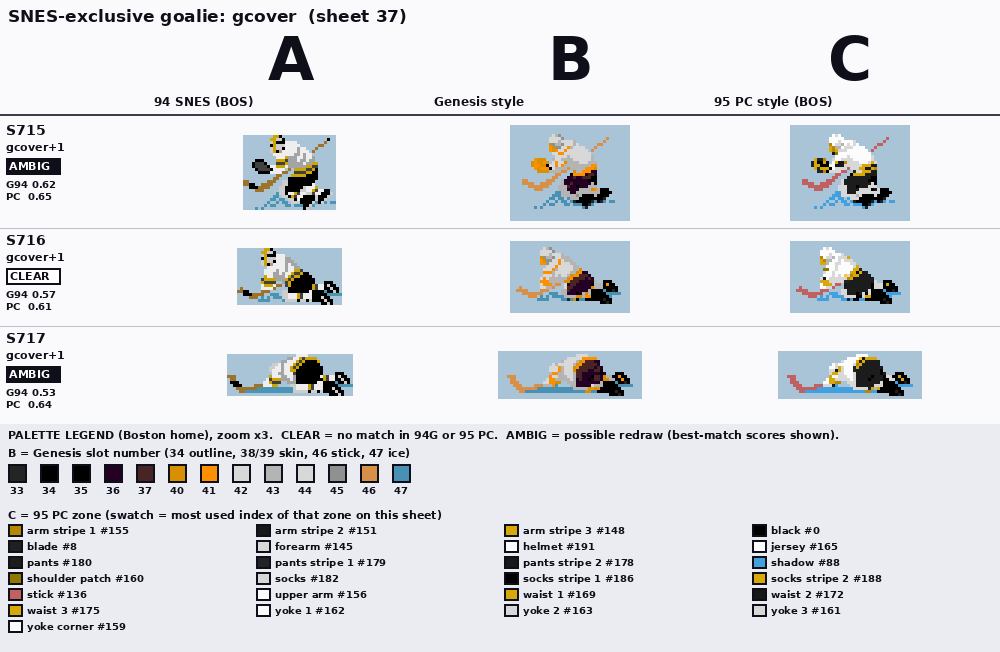 SNES-exclusive goalie: gcover (sheet 37)
A B C
94 SNES (BOS) Genesis style 95 PC style (BOS)
S715
gcover+1
AMBIG
G94 0.62
PC 0.65
S716
gcover+1
CLEAR
G94 0.57
PC 0.61
S717
gcover+1
AMBIG
G94 0.53
PC 0.64
PALETTE LEGEND (Boston home), zoom x3. CLEAR = no match in 94G or 95 PC. AMBIG = possible redraw (best-match scores shown).
B = Genesis slot number (34 outline, 38/39 skin, 46 stick, 47 ice)
33 34 35 36 37 40 41 42 43 44 45 46 47
C = 95 PC zone (swatch = most used index of that zone on this sheet)
arm stripe 1 #155 arm stripe 2 #151 arm stripe 3 #148 black #0
blade #8 forearm #145 helmet #191 jersey #165
pants #180 pants stripe 1 #179 pants stripe 2 #178 shadow #88
shoulder patch #160 socks #182 socks stripe 1 #186 socks stripe 2 #188
stick #136 upper arm #156 waist 1 #169 waist 2 #172
waist 3 #175 yoke 1 #162 yoke 2 #163 yoke 3 #161
yoke corner #159